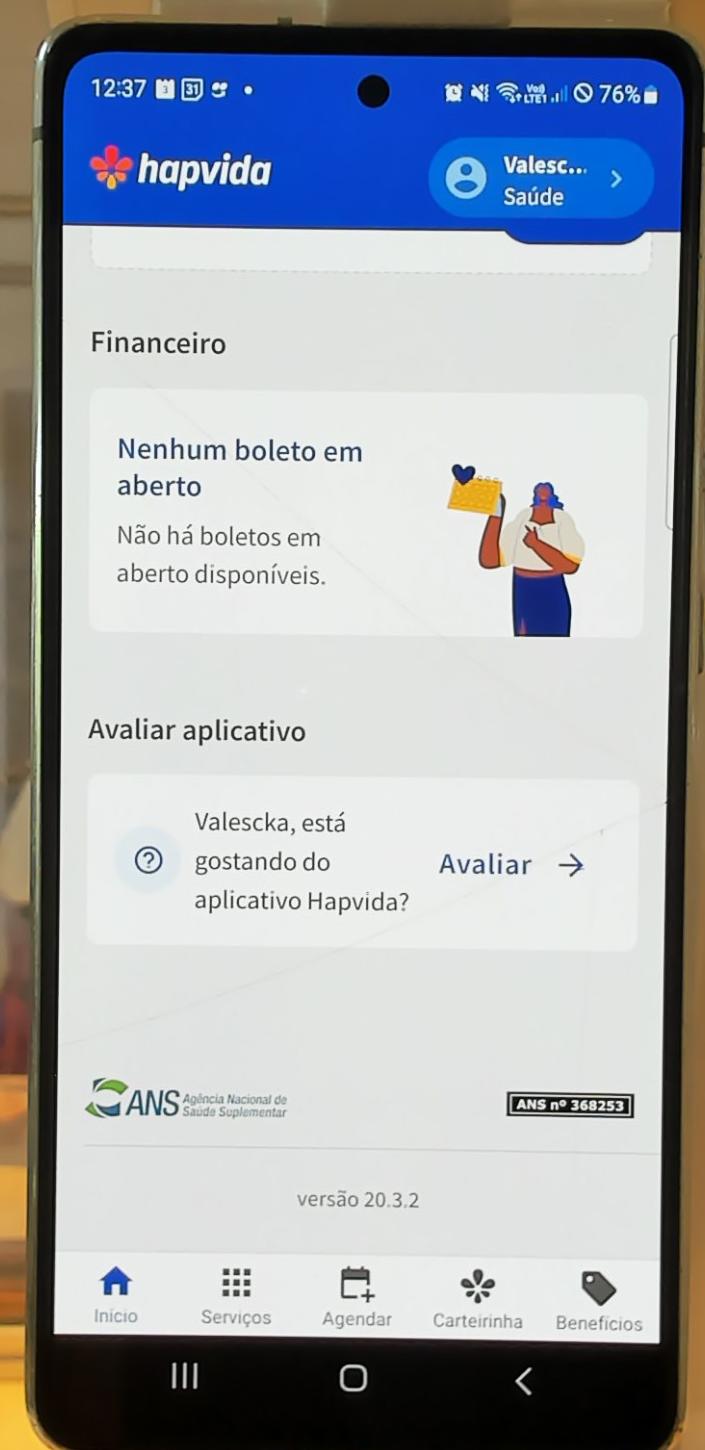 12:37
76%
hapvida
Valesc...
Saúde
Financeiro
Nenhum boleto em
aberto
Não há boletos em
aberto disponíveis.
Avaliar aplicativo
Valescka, está
gostando do
aplicativo Hapvida?
Avaliar
ANS Agência Nacional de
Saúde Suplementar
ANS nº 368253
versão 20.3.2
Início
Serviços
Agendar
Carteirinha
Benefícios